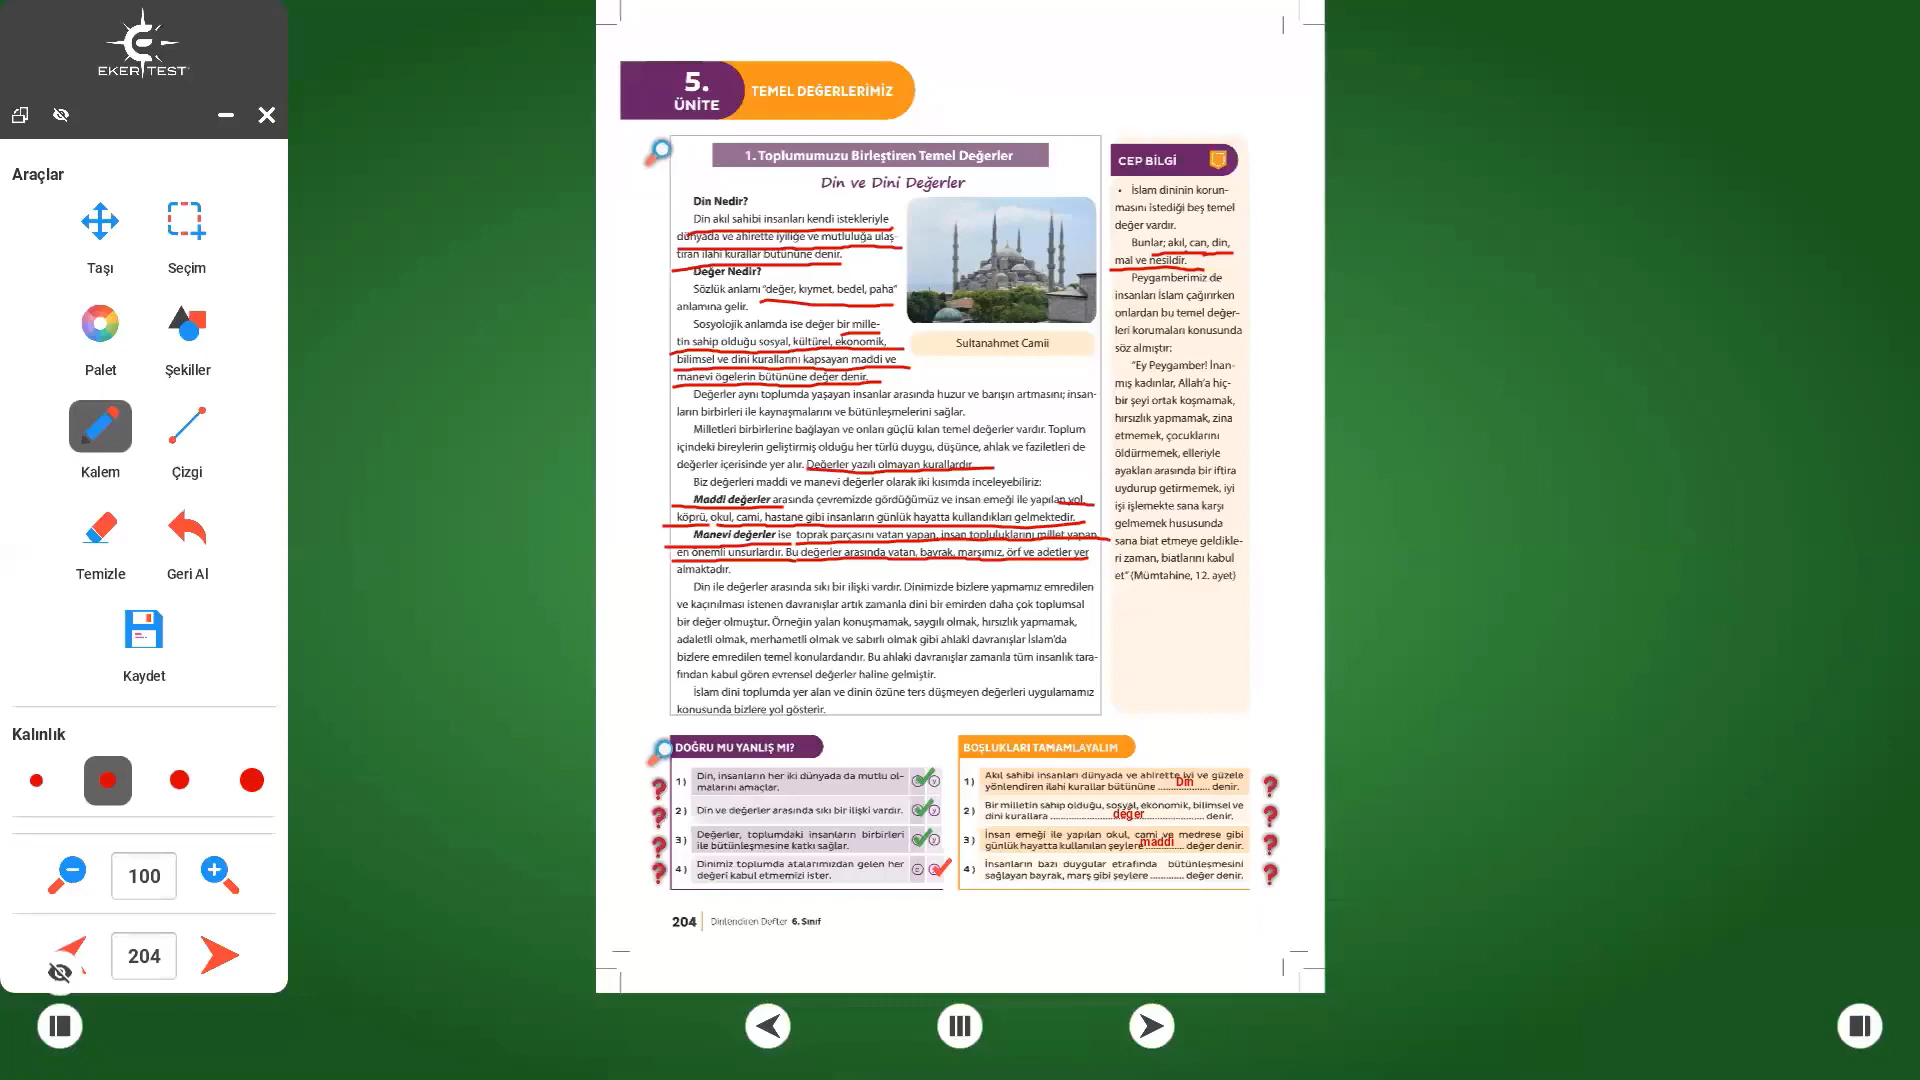 EKER TEST
Araçlar
Taşı
Seçim
Palet
Şekiller
Kalem
Çizgi
Temizle
Geri Al
Kaydet
Kalınlık
100
204
5.
ÜNİTE
TEMEL DEĞERLERİMİZ
1. Toplumumuzu Birleştiren Temel Değerler
Din ve Dini Değerler
Din Nedir?
Din akıl sahibi insanları kendi istekleriyle
dünyada ve ahirette iyiliğe ve mutluluğa ulaş-
tıran ilahi kurallar bütününe denir.
Değer Nedir?
Sözlük anlamı "değer, kıymet, bedel, paha"
anlamına gelir.
Sosyolojik anlamda ise değer bir mille-
tin sahip olduğu sosyal, kültürel, ekonomik,
bilimsel ve dini kurallarını kapsayan maddi ve
manevi ögelerin bütününe değer denir.
Sultanahmet Camii
Değerler aynı toplumda yaşayan insanlar arasında huzur ve barışın artmasını; insan-
ların birbirleri ile kaynaşmalarını ve bütünleşmelerini sağlar.
Milletleri birbirlerine bağlayan ve onları güçlü kılan temel değerler vardır. Toplum
içindeki bireylerin geliştirmiş olduğu her türlü duygu, düşünce, ahlak ve faziletleri de
değerler içerisinde yer alır. Değerler yazılı olmayan kurallardır.
Biz değerleri maddi ve manevi değerler olarak iki kısımda inceleyebiliriz:
Maddi değerler arasında çevremizde gördüğümüz ve insan emeği ile yapılan yol,
köprü, okul, cami, hastane gibi insanların günlük hayatta kullandıkları gelmektedir.
Manevi değerler ise toprak parçasını vatan yapan, insan topluluklarını millet yapan
en önemli unsurlardır. Bu değerler arasında vatan, bayrak, marşımız, örf ve adetler yer
almaktadır.
Din ile değerler arasında sıkı bir ilişki vardır. Dinimizde bizlere yapmamız emredilen
ve kaçınılması istenen davranışlar artık zamanla dini bir emirden daha çok toplumsal
bir değer olmuştur. Örneğin yalan konuşmamak, saygılı olmak, hırsızlık yapmamak,
adaletli olmak, merhametli olmak ve sabırlı olmak gibi ahlaki davranışlar İslam'da
bizlere emredilen temel konulardandır. Bu ahlaki davranışlar zamanla tüm insanlık tara-
fından kabul gören evrensel değerler haline gelmiştir.
İslam dini toplumda yer alan ve dinin özüne ters düşmeyen değerleri uygulamamız
konusunda bizlere yol gösterir.
CEP BİLGİ
• İslam dininin korun-
masını istediği beş temel
değer vardır.
Bunlar; akıl, can, din,
mal ve nesildir.
Peygamberimiz de
insanları İslam çağırırken
onlardan bu temel değer-
leri korumaları konusunda
söz almıştır:
"Ey Peygamber! İnan-
mış kadınlar, Allah'a hiç-
bir şeyi ortak koşmamak,
hırsızlık yapmamak, zina
etmemek, çocuklarını
öldürmemek, elleriyle
ayakları arasında bir iftira
uydurup getirmemek, iyi
işi işlemekte sana karşı
gelmemek hususunda
sana biat etmeye geldikle-
ri zaman, biatlarını kabul
et" (Mümtahine, 12. ayet)
DOĞRU MU YANLIŞ MI?
1) Din, insanların her iki dünyada da mutlu ol-
malarını amaçlar.
2) Din ve değerler arasında sıkı bir ilişki vardır.
3) Değerler, toplumdaki insanların birbirleri
ile bütünleşmesine katkı sağlar.
4) Dinimiz toplumda atalarımızdan gelen her
değeri kabul etmemizi ister.
BOŞLUKLARI TAMAMLAYALIM
1) Akıl sahibi insanları dünyada ve ahirette iyi ve güzele
yönlendiren ilahi kurallar bütününe Din denir.
2) Bir milletin sahip olduğu, sosyal, ekonomik, bilimsel ve
dini kurallara değer denir.
3) İnsan emeği ile yapılan okul, cami ve medrese gibi
günlük hayatta kullanılan şeylere maddi değer denir.
4) İnsanların bazı duygular etrafında bütünleşmesini
sağlayan bayrak, marş gibi şeylere ............ değer denir.
204 Dinlendiren Defter 6. Sınıf